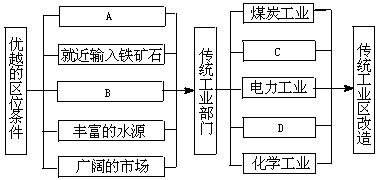 优越的区位条件
A
就近输入铁矿石
B
丰富的水源
广阔的市场
传统工业部门
煤炭工业
C
电力工业
D
化学工业
传统工业区改造